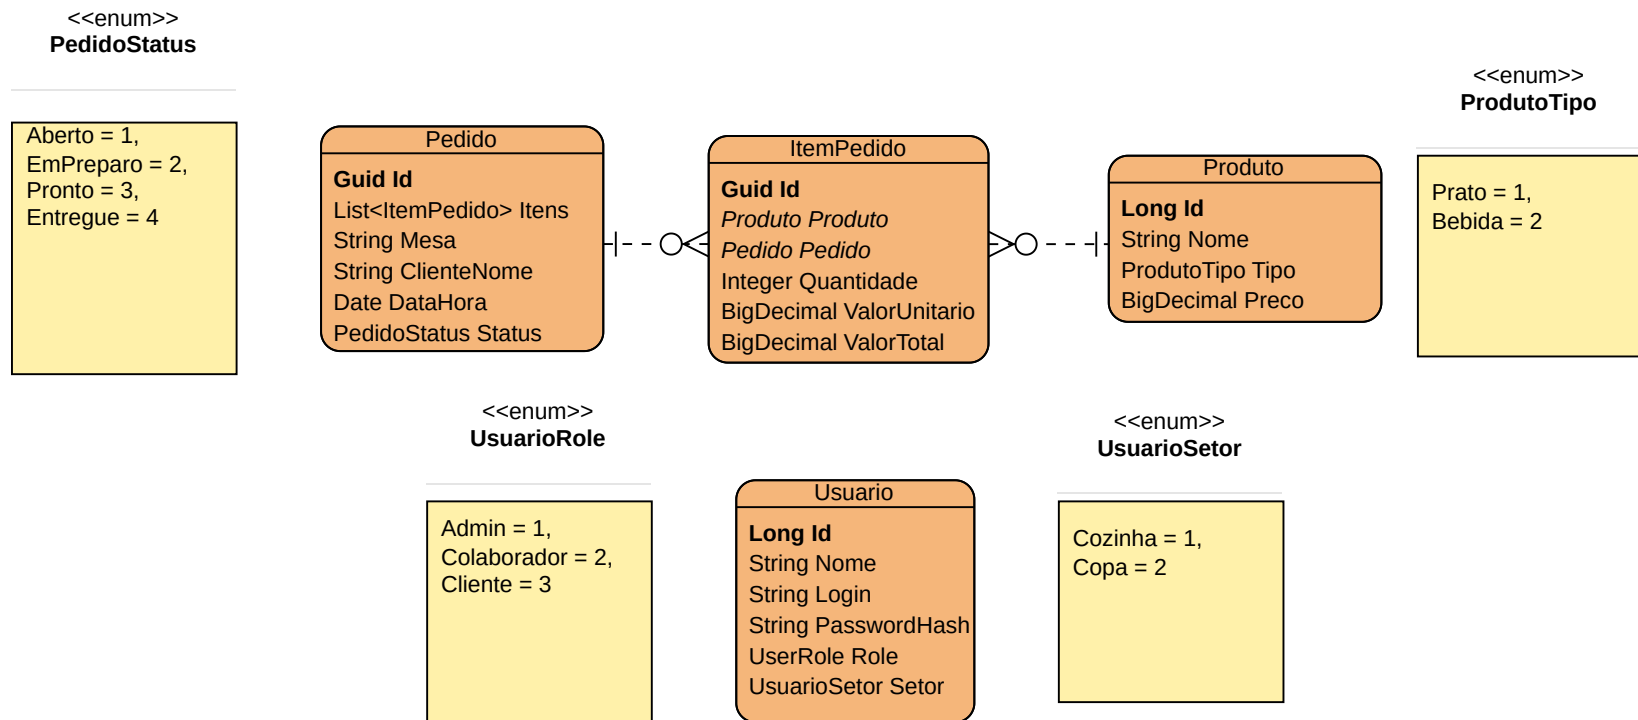 <<enum>>
PedidoStatus
Aberto = 1,
EmPreparo = 2,
Pronto = 3,
Entregue = 4
Pedido
Guid Id
List<ItemPedido> Itens
String Mesa
String ClienteNome
Date DataHora
PedidoStatus Status
ItemPedido
Guid Id
Produto Produto
Pedido Pedido
Integer Quantidade
BigDecimal ValorUnitario
BigDecimal ValorTotal
Produto
Long Id
String Nome
ProdutoTipo Tipo
BigDecimal Preco
<<enum>>
ProdutoTipo
Prato = 1,
Bebida = 2
<<enum>>
UsuarioRole
Admin = 1,
Colaborador = 2,
Cliente = 3
Usuario
Long Id
String Nome
String Login
String PasswordHash
UserRole Role
UsuarioSetor Setor
<<enum>>
UsuarioSetor
Cozinha = 1,
Copa = 2